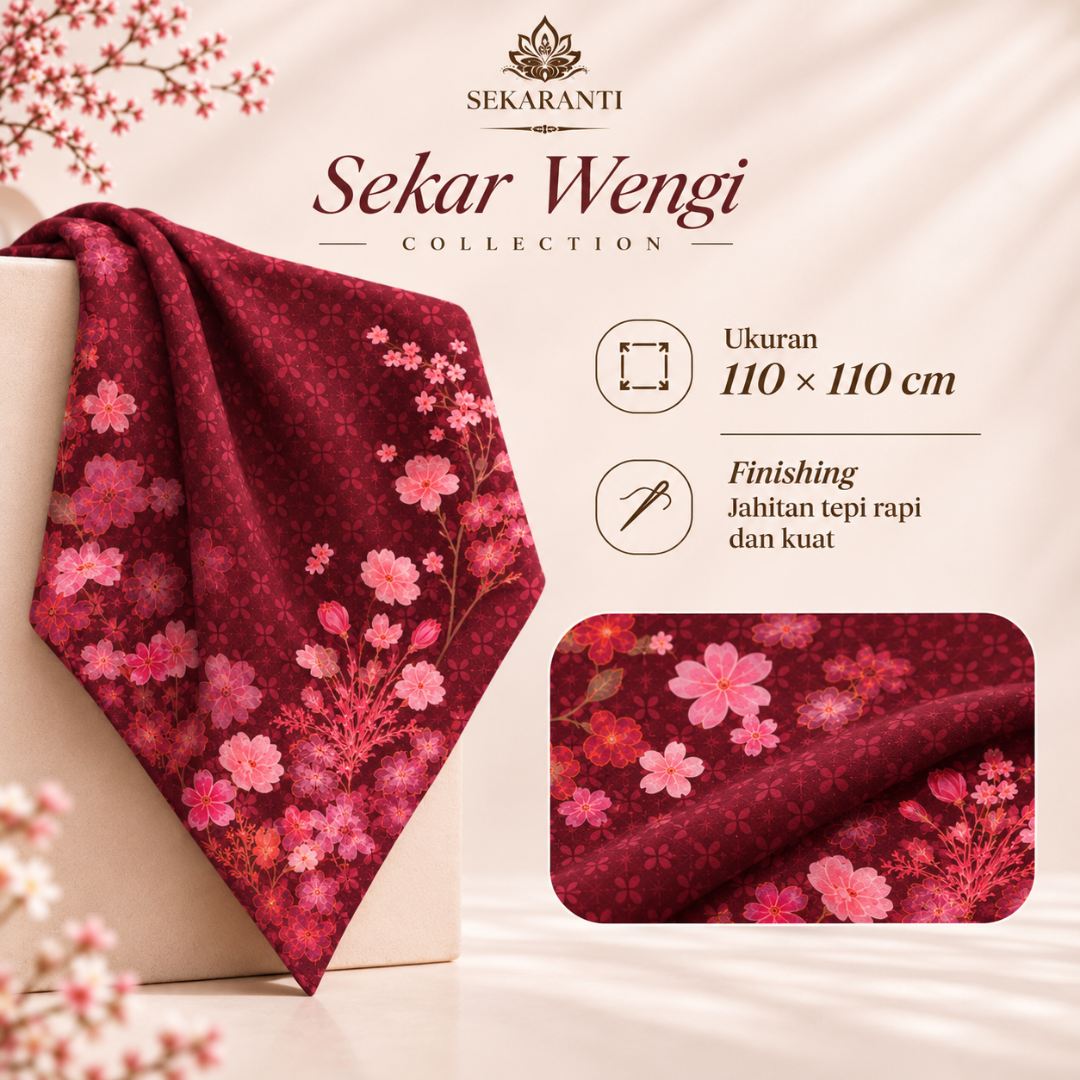 SEKARANTI
Sekar Wengi
COLLECTION
Ukuran
110 × 110 cm
Finishing
Jahitan tepi rapi
dan kuat